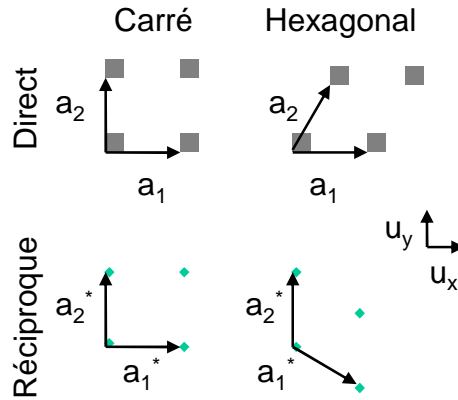 Carré Hexagonal
Direct
a2
a1
a2
a1
Réciproque
a2*
a1*
a2*
a1*
uy
ux